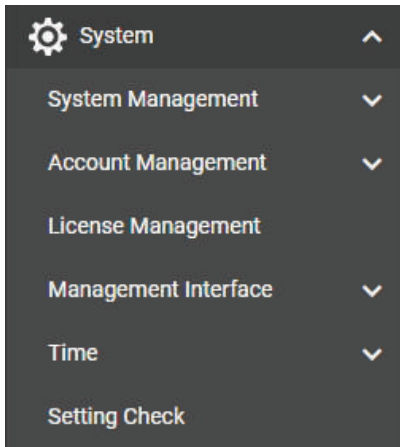 System
System Management
Account Management
License Management
Management Interface
Time
Setting Check